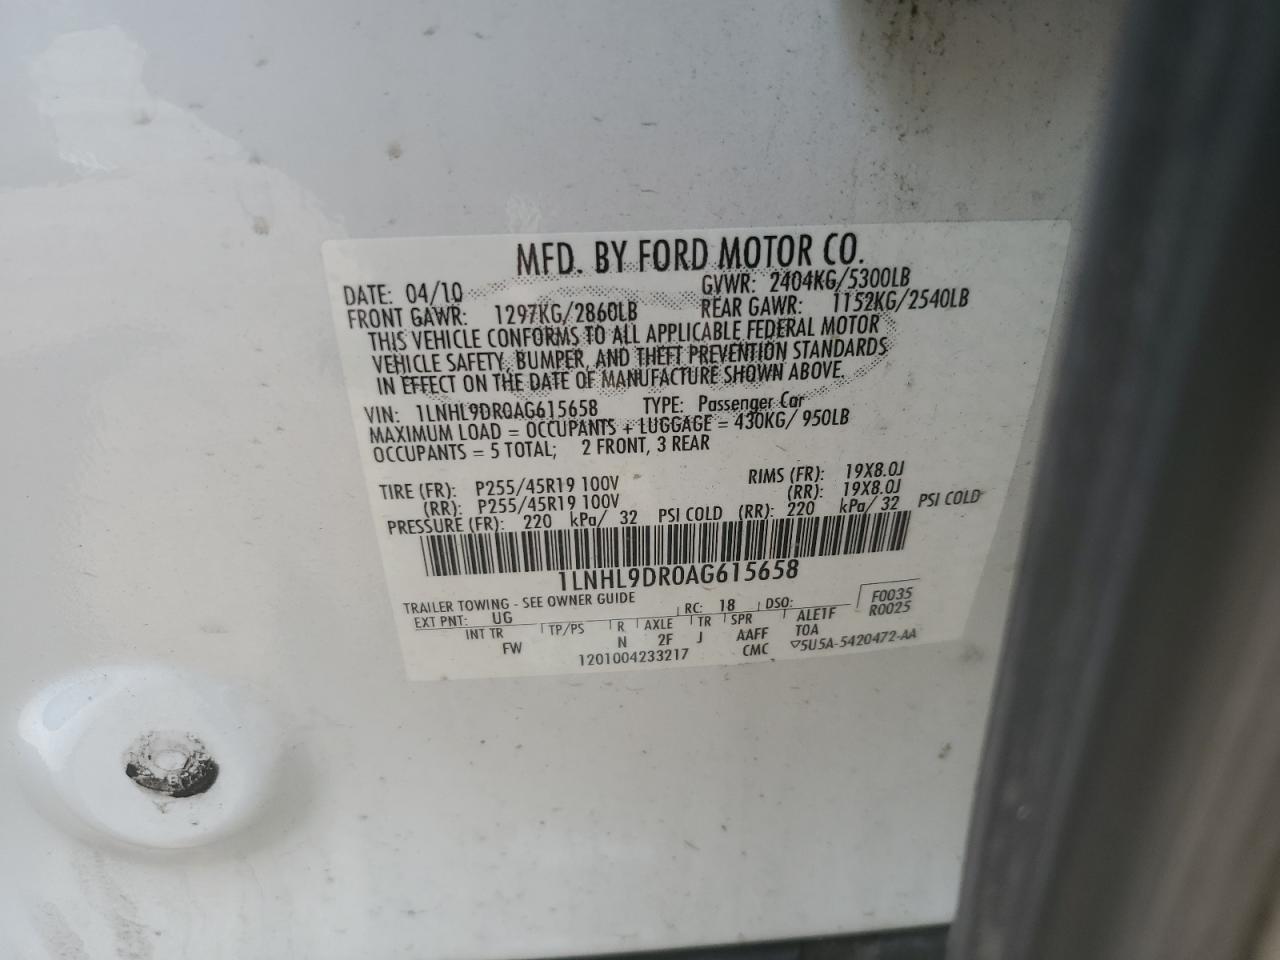 MFD. BY FORD MOTOR CO.
DATE: 04/10 GVWR: 2404KG/5300LB
FRONT GAWR: 1297KG/2860LB REAR GAWR: 1152KG/2540LB
THIS VEHICLE CONFORMS TO ALL APPLICABLE FEDERAL MOTOR
VEHICLE SAFETY, BUMPER, AND THEFT PREVENTION STANDARDS
IN EFFECT ON THE DATE OF MANUFACTURE SHOWN ABOVE.
VIN: 1LNHL9DR0AG615658 TYPE: Passenger Car
MAXIMUM LOAD = OCCUPANTS + LUGGAGE = 430KG/ 950LB
OCCUPANTS = 5 TOTAL; 2 FRONT, 3 REAR
TIRE (FR): P255/45R19 100V RIMS (FR): 19X8.0J
(RR): P255/45R19 100V (RR): 19X8.0J
PRESSURE (FR): 220 kPa/ 32 PSI COLD (RR): 220 kPa/ 32 PSI COLD
1LNHL9DR0AG615658
TRAILER TOWING - SEE OWNER GUIDE
EXT PNT: UG RC: 18 DSO: F0035
INT TR TP/PS R AXLE TR SPR ALE1F R0025
FW N 2F J AAFF TOA
1201004233217 CMC ▽5U5A-5420472-AA